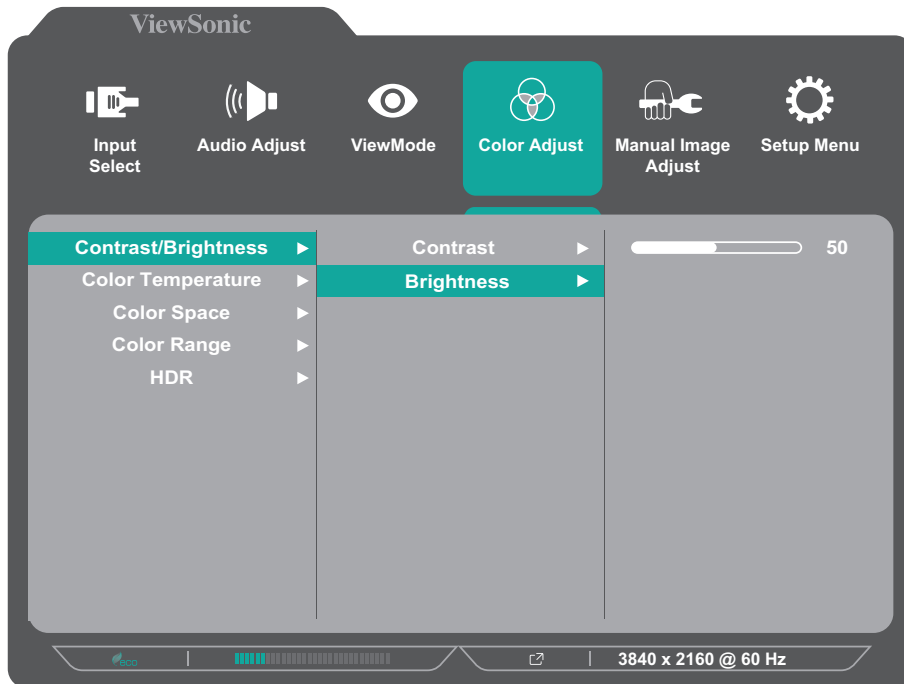 ViewSonic
Input
Select
Audio Adjust
ViewMode
Color Adjust
Manual Image
Adjust
Setup Menu
Contrast/Brightness
Contrast
50
Color Temperature
Brightness
Color Space
Color Range
HDR
eco
3840 x 2160 @ 60 Hz